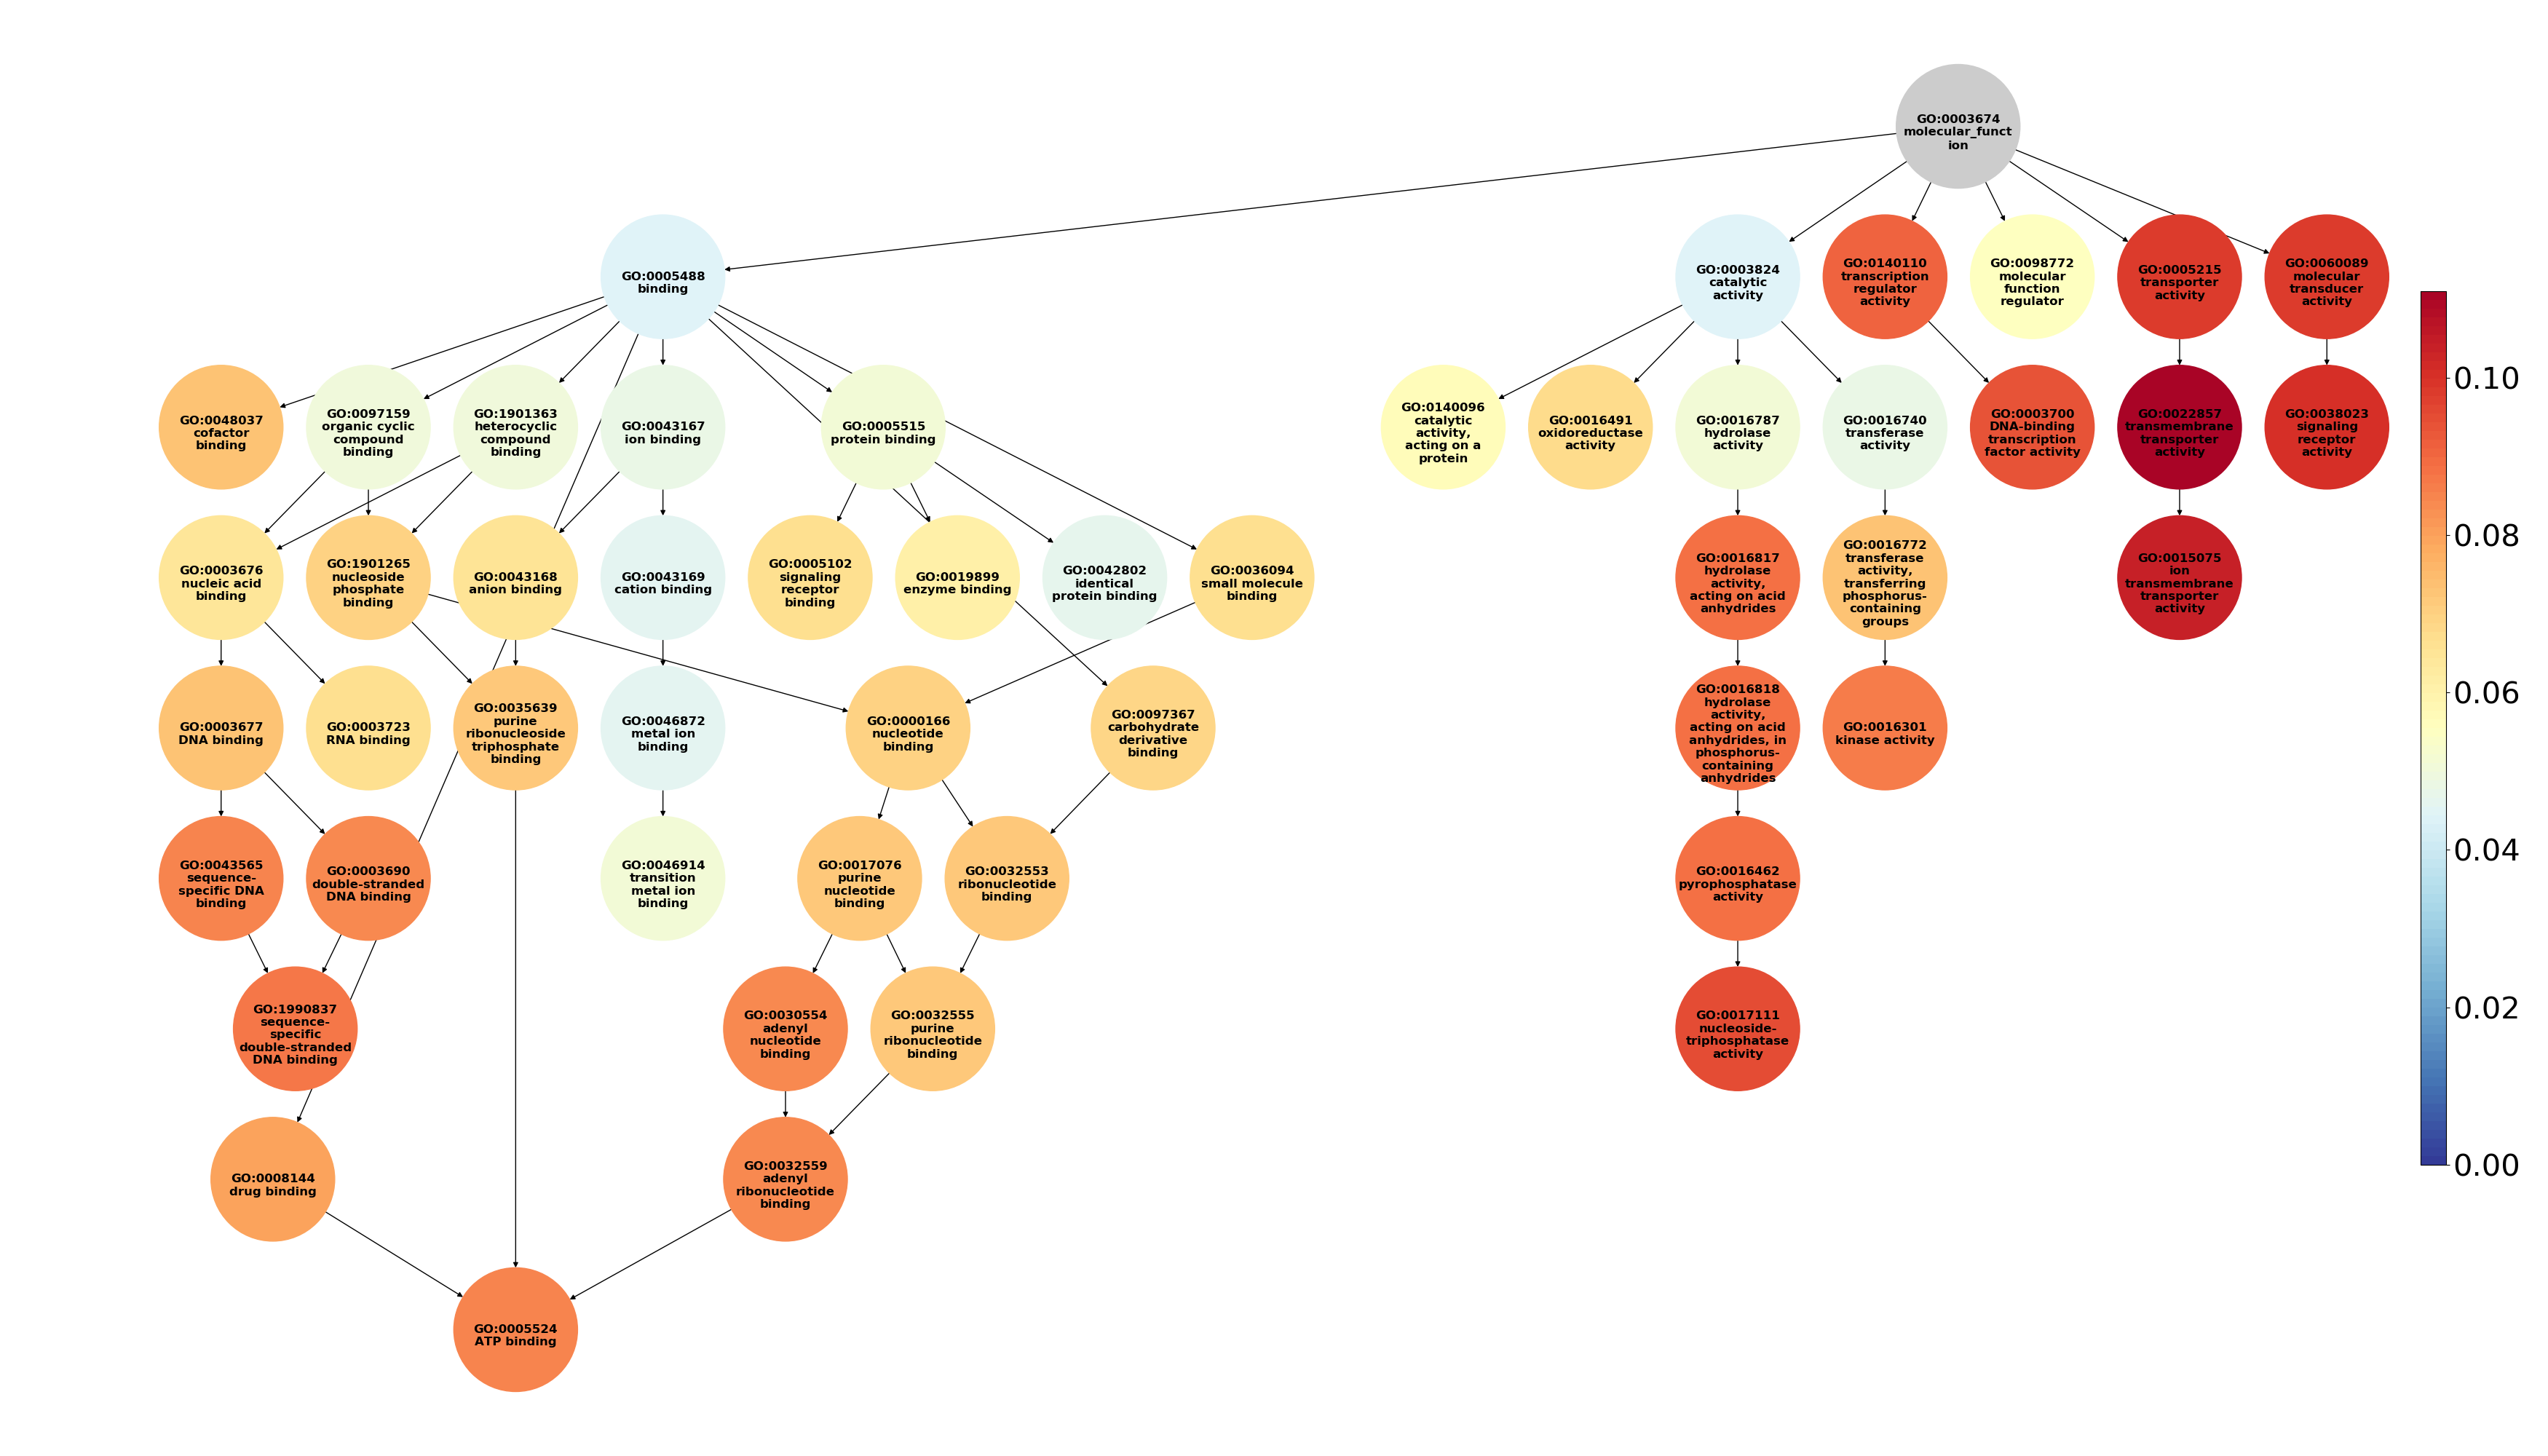 GO:0003674
molecular_funct
ion
GO:0005488
binding
GO:0003824
catalytic
activity
GO:0140110
transcription
regulator
activity
GO:0098772
molecular
function
regulator
GO:0005215
transporter
activity
GO:0060089
molecular
transducer
activity
GO:0048037
cofactor
binding
GO:0097159
organic cyclic
compound
binding
GO:1901363
heterocyclic
compound
binding
GO:0043167
ion binding
GO:0005515
protein binding
GO:0140096
catalytic
activity,
acting on a
protein
GO:0016491
oxidoreductase
activity
GO:0016787
hydrolase
activity
GO:0016740
transferase
activity
GO:0003700
DNA-binding
transcription
factor activity
GO:0022857
transmembrane
transporter
activity
GO:0038023
signaling
receptor
activity
GO:0003676
nucleic acid
binding
GO:1901265
nucleoside
phosphate
binding
GO:0043168
anion binding
GO:0043169
cation binding
GO:0005102
signaling
receptor
binding
GO:0019899
enzyme binding
GO:0042802
identical
protein binding
GO:0036094
small molecule
binding
GO:0016817
hydrolase
activity,
acting on acid
anhydrides
GO:0016772
transferase
activity,
transferring
phosphorus-
containing
groups
GO:0015075
ion
transmembrane
transporter
activity
GO:0003677
DNA binding
GO:0003723
RNA binding
GO:0035639
purine
ribonucleoside
triphosphate
binding
GO:0046872
metal ion
binding
GO:0000166
nucleotide
binding
GO:0097367
carbohydrate
derivative
binding
GO:0016818
hydrolase
activity,
acting on acid
anhydrides, in
phosphorus-
containing
anhydrides
GO:0016301
kinase activity
GO:0043565
sequence-
specific DNA
binding
GO:0003690
double-stranded
DNA binding
GO:0046914
transition
metal ion
binding
GO:0017076
purine
nucleotide
binding
GO:0032553
ribonucleotide
binding
GO:0016462
pyrophosphatase
activity
GO:1990837
sequence-
specific
double-stranded
DNA binding
GO:0030554
adenyl
nucleotide
binding
GO:0032555
purine
ribonucleotide
binding
GO:0017111
nucleoside-
triphosphatase
activity
GO:0008144
drug binding
GO:0032559
adenyl
ribonucleotide
binding
GO:0005524
ATP binding
0.10
0.08
0.06
0.04
0.02
0.00